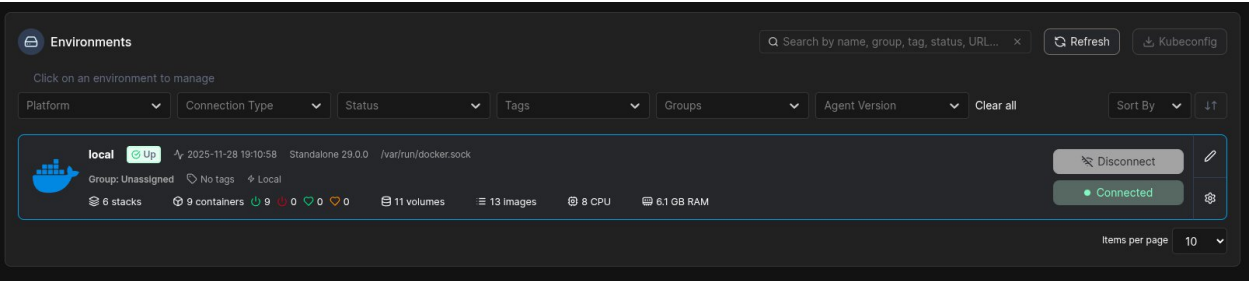 Environments
Search by name, group, tag, status, URL...
Refresh
Kubeconfig
Click on an environment to manage
Platform
Connection Type
Status
Tags
Groups
Agent Version
Clear all
Sort By
local Up 2025-11-28 19:10:58 Standalone 29.0.0 /var/run/docker.sock
Group: Unassigned No tags Local
6 stacks 9 containers 9 0 0 0 11 volumes 13 images 8 CPU 6.1 GB RAM
Disconnect
Connected
Items per page 10